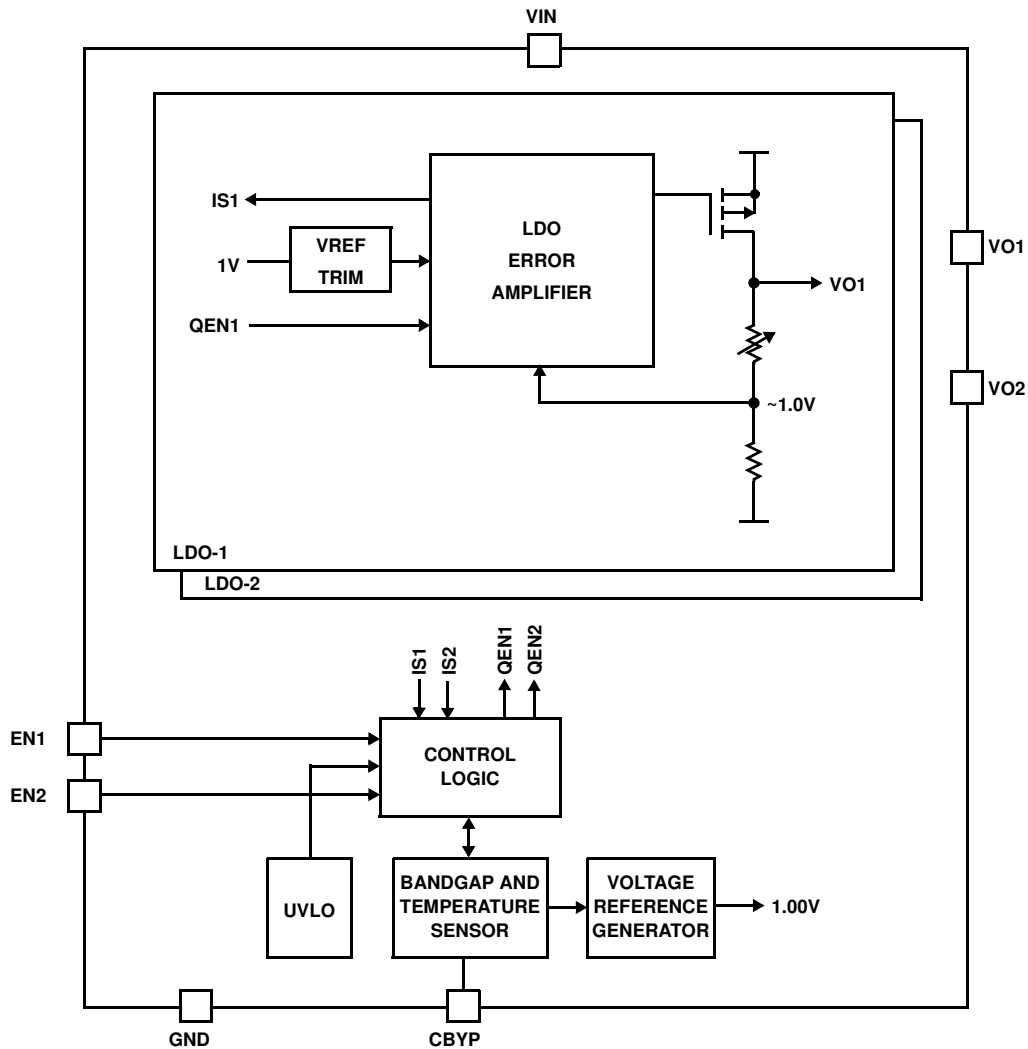 VIN
IS1
LDO
ERROR
AMPLIFIER
VREF
TRIM
1V
QEN1
VO1
~1.0V
VO1
VO2
LDO-1
LDO-2
IS1
IS2
QEN1
QEN2
EN1
EN2
CONTROL
LOGIC
UVLO
BANDGAP AND
TEMPERATURE
SENSOR
VOLTAGE
REFERENCE
GENERATOR
1.00V
GND
CBYP